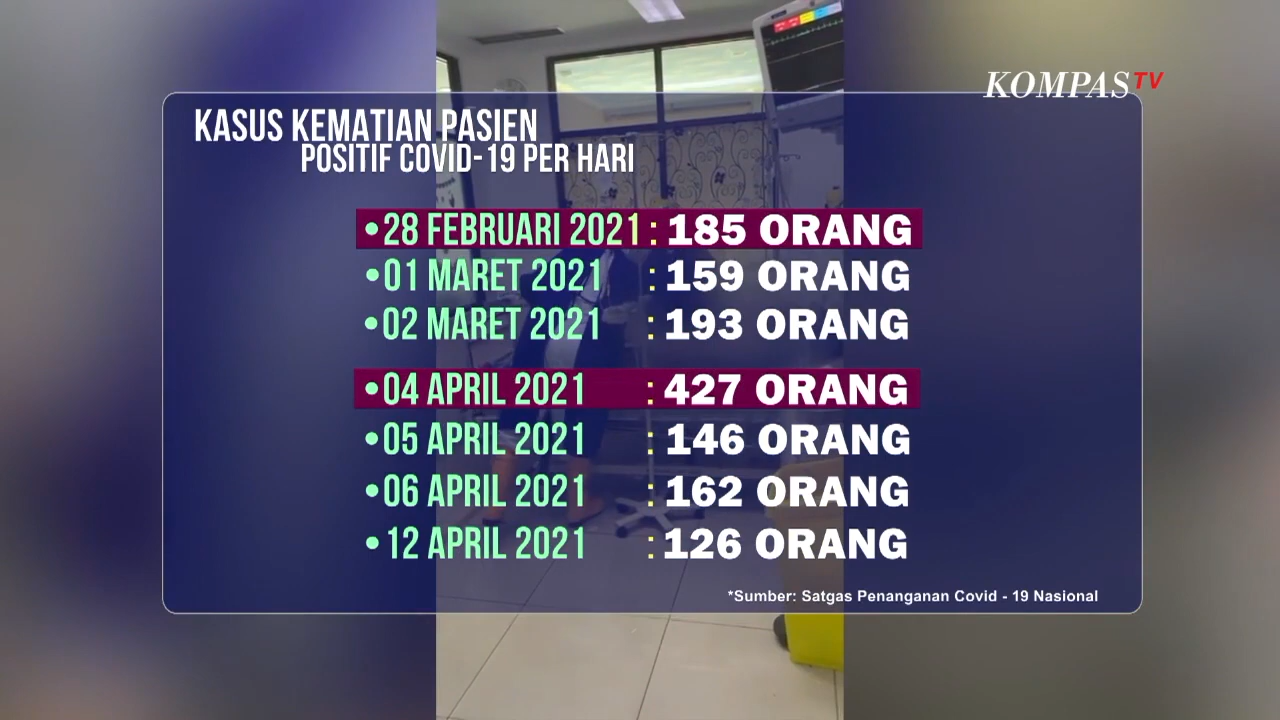 KOMPASTV
KASUS KEMATIAN PASIEN
POSITIF COVID-19 PER HARI
•28 FEBRUARI 2021 : 185 ORANG
•01 MARET 2021 : 159 ORANG
•02 MARET 2021 : 193 ORANG
•04 APRIL 2021 : 427 ORANG
•05 APRIL 2021 : 146 ORANG
•06 APRIL 2021 : 162 ORANG
•12 APRIL 2021 : 126 ORANG
*Sumber: Satgas Penanganan Covid - 19 Nasional